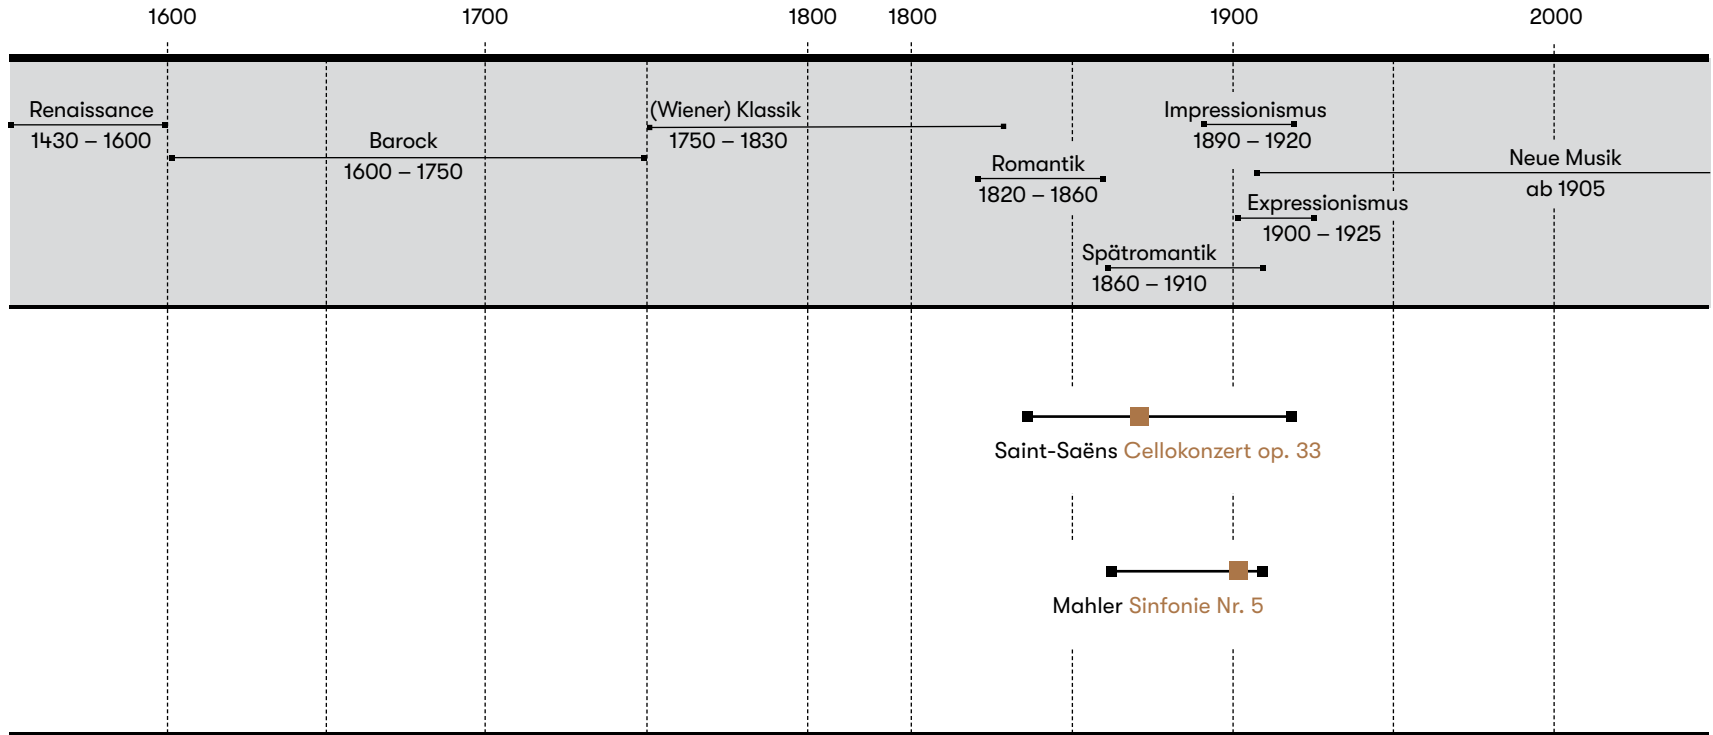 1600 1700 1800 1800 1900 2000
Renaissance
1430 – 1600
Barock
1600 – 1750
(Wiener) Klassik
1750 – 1830
Romantik
1820 – 1860
Impressionismus
1890 – 1920
Neue Musik
ab 1905
Expressionismus
1900 – 1925
Spätromantik
1860 – 1910
Saint-Saëns Cellokonzert op. 33
Mahler Sinfonie Nr. 5